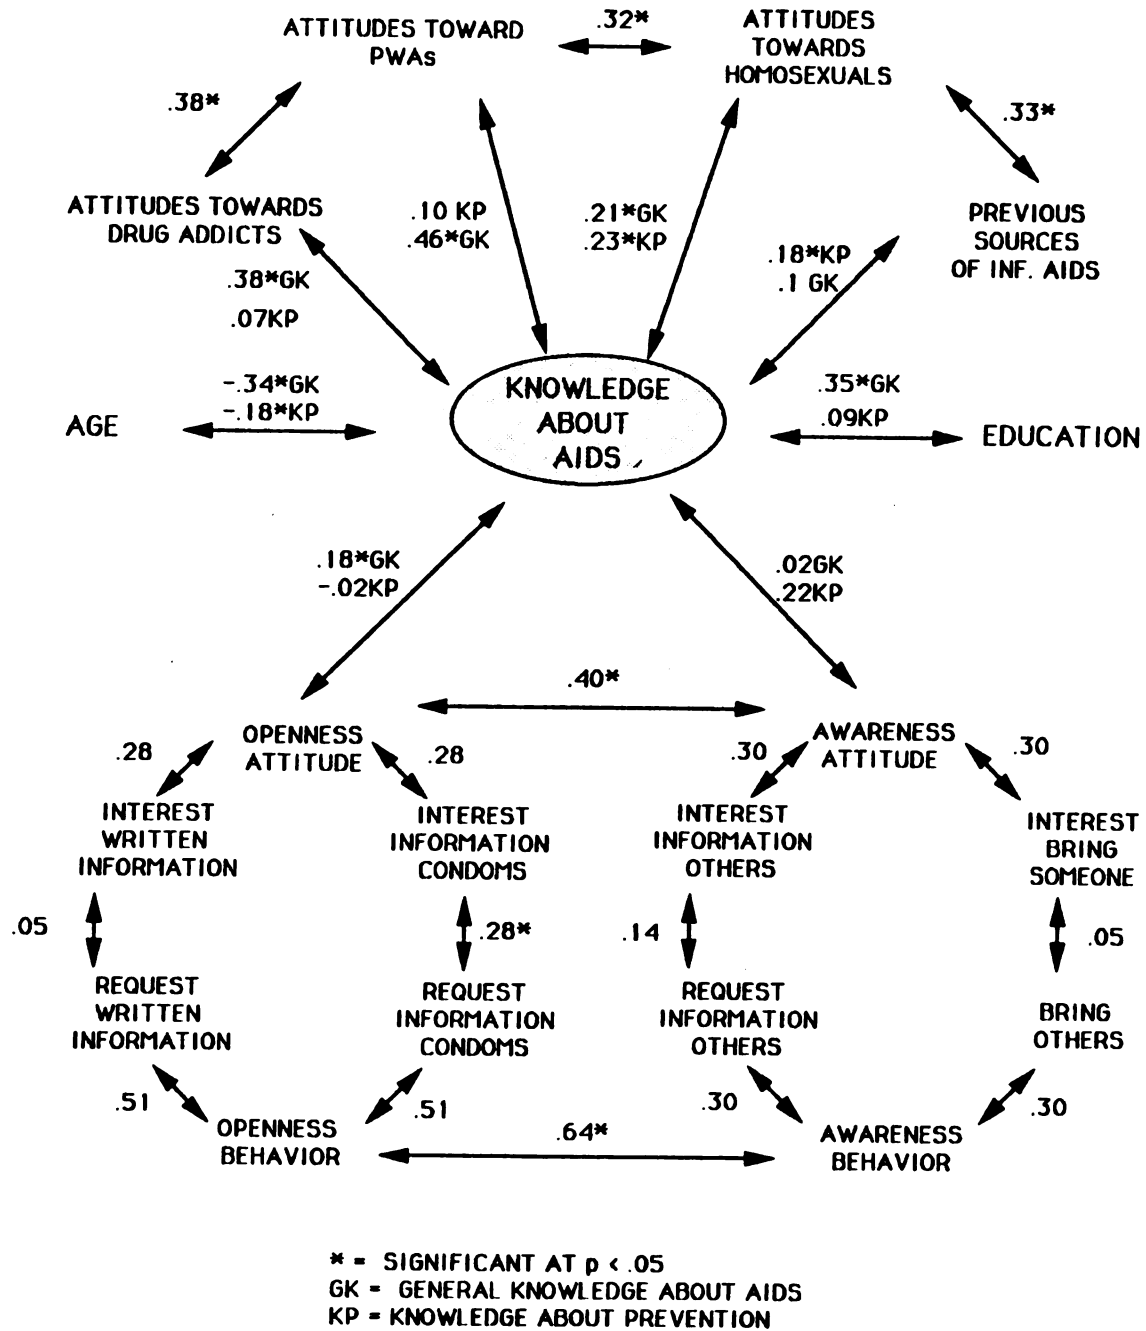 ATTITUDES TOWARD
PWAs
.32*
ATTITUDES
TOWARDS
HOMOSEXUALS
.38*
.33*
ATTITUDES TOWARDS
DRUG ADDICTS
.10 KP
.46*GK
.21*GK
.23*KP
PREVIOUS
SOURCES
OF INF. AIDS
.18*KP
.1 GK
.38*GK
.07KP
-.34*GK
-.18*KP
AGE
KNOWLEDGE
ABOUT
AIDS
.35*GK
.09KP
EDUCATION
.18*GK
-.02KP
.02GK
.22KP
.40*
OPENNESS
ATTITUDE
AWARENESS
ATTITUDE
.28
.28
.30
.30
INTEREST
WRITTEN
INFORMATION
INTEREST
INFORMATION
CONDOMS
INTEREST
INFORMATION
OTHERS
INTEREST
BRING
SOMEONE
.05
.28*
.14
.05
REQUEST
WRITTEN
INFORMATION
REQUEST
INFORMATION
CONDOMS
REQUEST
INFORMATION
OTHERS
BRING
OTHERS
.51
.51
.30
.30
OPENNESS
BEHAVIOR
.64*
AWARENESS
BEHAVIOR
* = SIGNIFICANT AT p < .05
GK = GENERAL KNOWLEDGE ABOUT AIDS
KP = KNOWLEDGE ABOUT PREVENTION